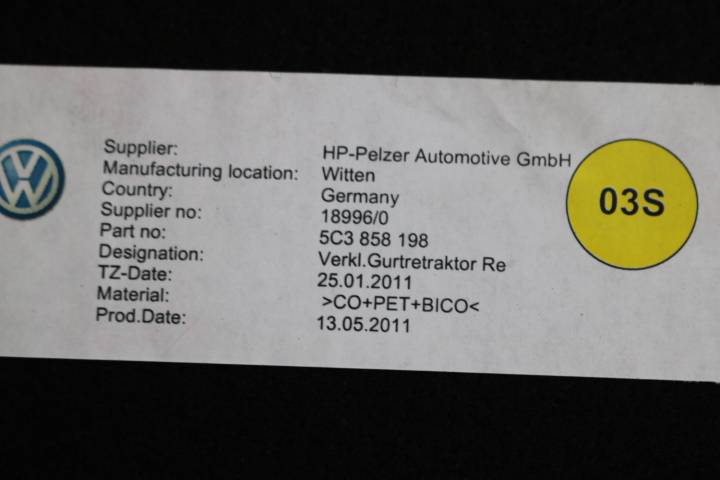 Supplier: HP-Pelzer Automotive GmbH
Manufacturing location: Witten
Country: Germany
Supplier no: 18996/0
Part no: 5C3 858 198
Designation: Verkl.Gurtretraktor Re
TZ-Date: 25.01.2011
Material: >CO+PET+BICO<
Prod.Date: 13.05.2011
03S